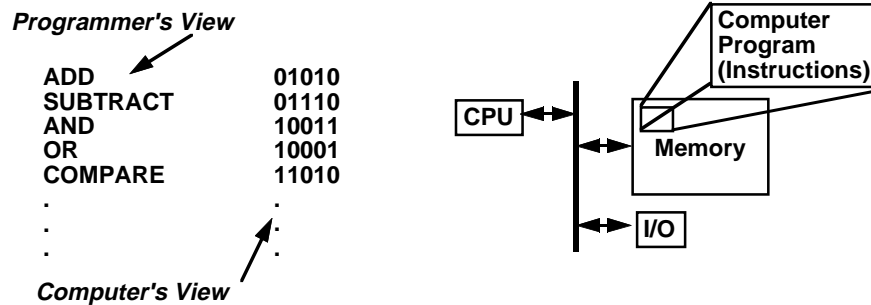 Programmer's View
ADD 01010
SUBTRACT 01110
AND 10011
OR 10001
COMPARE 11010
. .
. .
. .
Computer's View
Computer
Program
(Instructions)
CPU
Memory
I/O